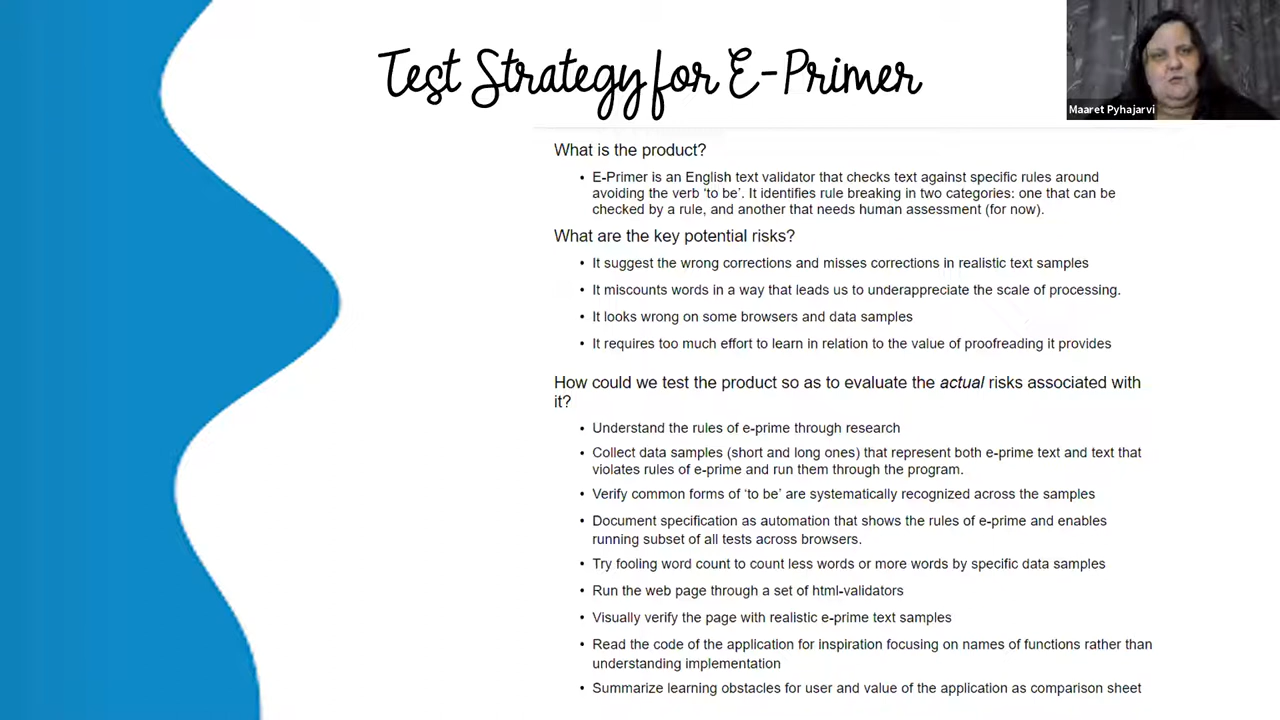 Test Strategy for E-Primer
Maaret Pyhajarvi
What is the product?
• E-Primer is an English text validator that checks text against specific rules around
avoiding the verb ‘to be’. It identifies rule breaking in two categories: one that can be
checked by a rule, and another that needs human assessment (for now).
What are the key potential risks?
• It suggest the wrong corrections and misses corrections in realistic text samples
• It miscounts words in a way that leads us to underappreciate the scale of processing.
• It looks wrong on some browsers and data samples
• It requires too much effort to learn in relation to the value of proofreading it provides
How could we test the product so as to evaluate the actual risks associated with
it?
• Understand the rules of e-prime through research
• Collect data samples (short and long ones) that represent both e-prime text and text that
violates rules of e-prime and run them through the program.
• Verify common forms of ‘to be’ are systematically recognized across the samples
• Document specification as automation that shows the rules of e-prime and enables
running subset of all tests across browsers.
• Try fooling word count to count less words or more words by specific data samples
• Run the web page through a set of html-validators
• Visually verify the page with realistic e-prime text samples
• Read the code of the application for inspiration focusing on names of functions rather than
understanding implementation
• Summarize learning obstacles for user and value of the application as comparison sheet